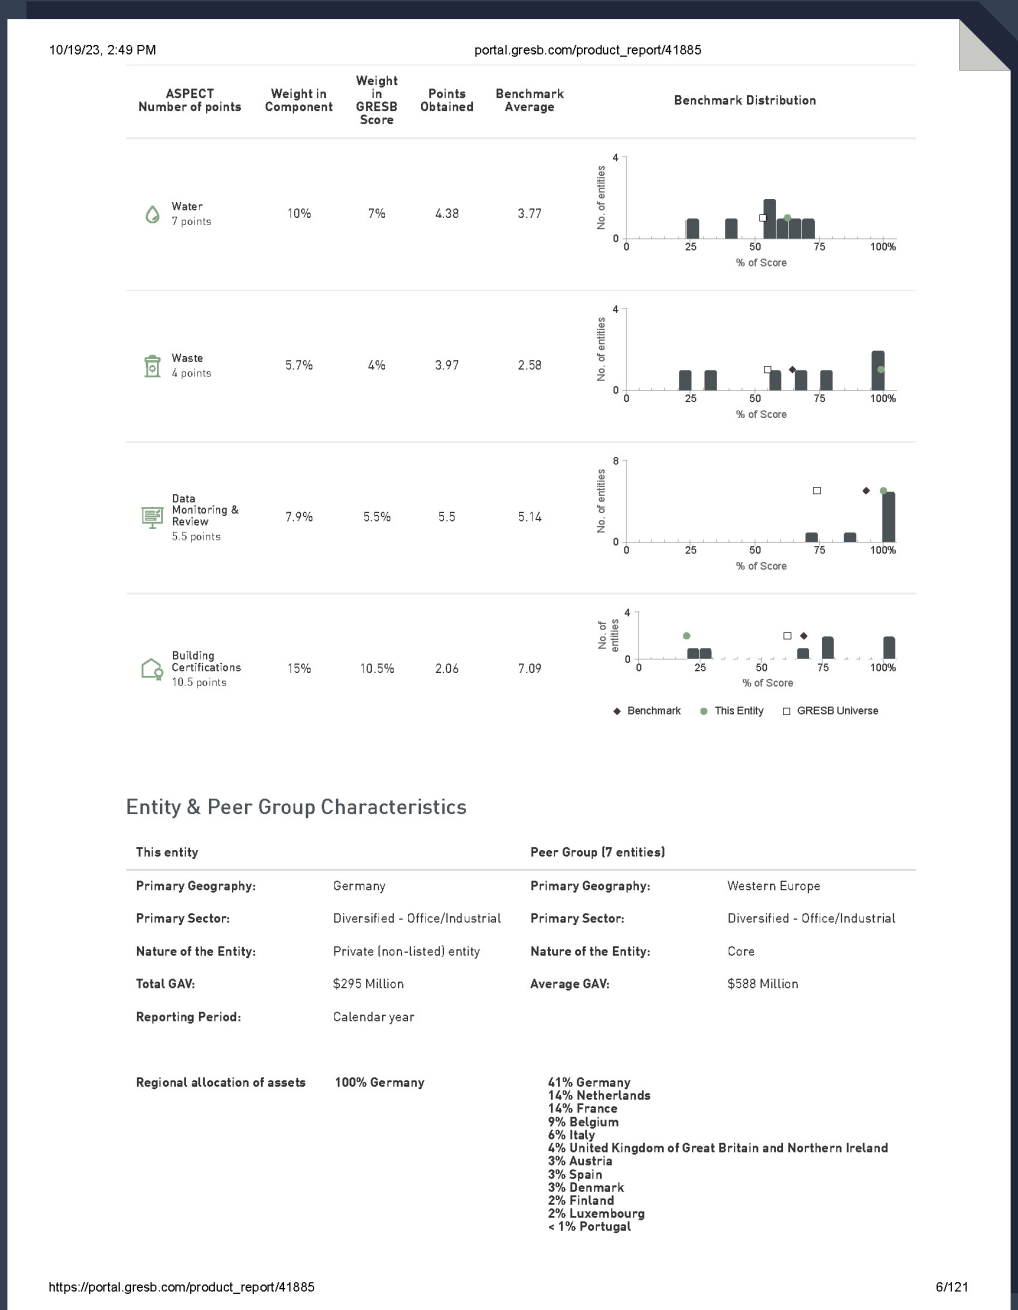 10/19/23, 2:49 PM
portal.gresb.com/product_report/41885
ASPECT
Number of points
Weight in
Component
Weight
in
GRESB
Score
Points
Obtained
Benchmark
Average
Benchmark Distribution
Water
7 points
10%
7%
4.38
3.77
No. of entities
4
0
0 25 50 75 100%
% of Score
Waste
4 points
5.7%
4%
3.97
2.58
No. of entities
4
0
0 25 50 75 100%
% of Score
Data
Monitoring &
Review
5.5 points
7.9%
5.5%
5.5
5.14
No. of entities
8
0
0 25 50 75 100%
% of Score
Building
Certifications
10.5 points
15%
10.5%
2.06
7.09
No. of
entities
4
0
0 25 50 75 100%
% of Score
Benchmark This Entity GRESB Universe
Entity & Peer Group Characteristics
This entity
Peer Group (7 entities)
Primary Geography: Germany Primary Geography: Western Europe
Primary Sector: Diversified - Office/Industrial Primary Sector: Diversified - Office/Industrial
Nature of the Entity: Private (non-listed) entity Nature of the Entity: Core
Total GAV: $295 Million Average GAV: $588 Million
Reporting Period: Calendar year
Regional allocation of assets 100% Germany 41% Germany
14% Netherlands
14% France
9% Belgium
6% Italy
4% United Kingdom of Great Britain and Northern Ireland
3% Austria
3% Spain
3% Denmark
2% Finland
2% Luxembourg
< 1% Portugal
https://portal.gresb.com/product_report/41885
6/121